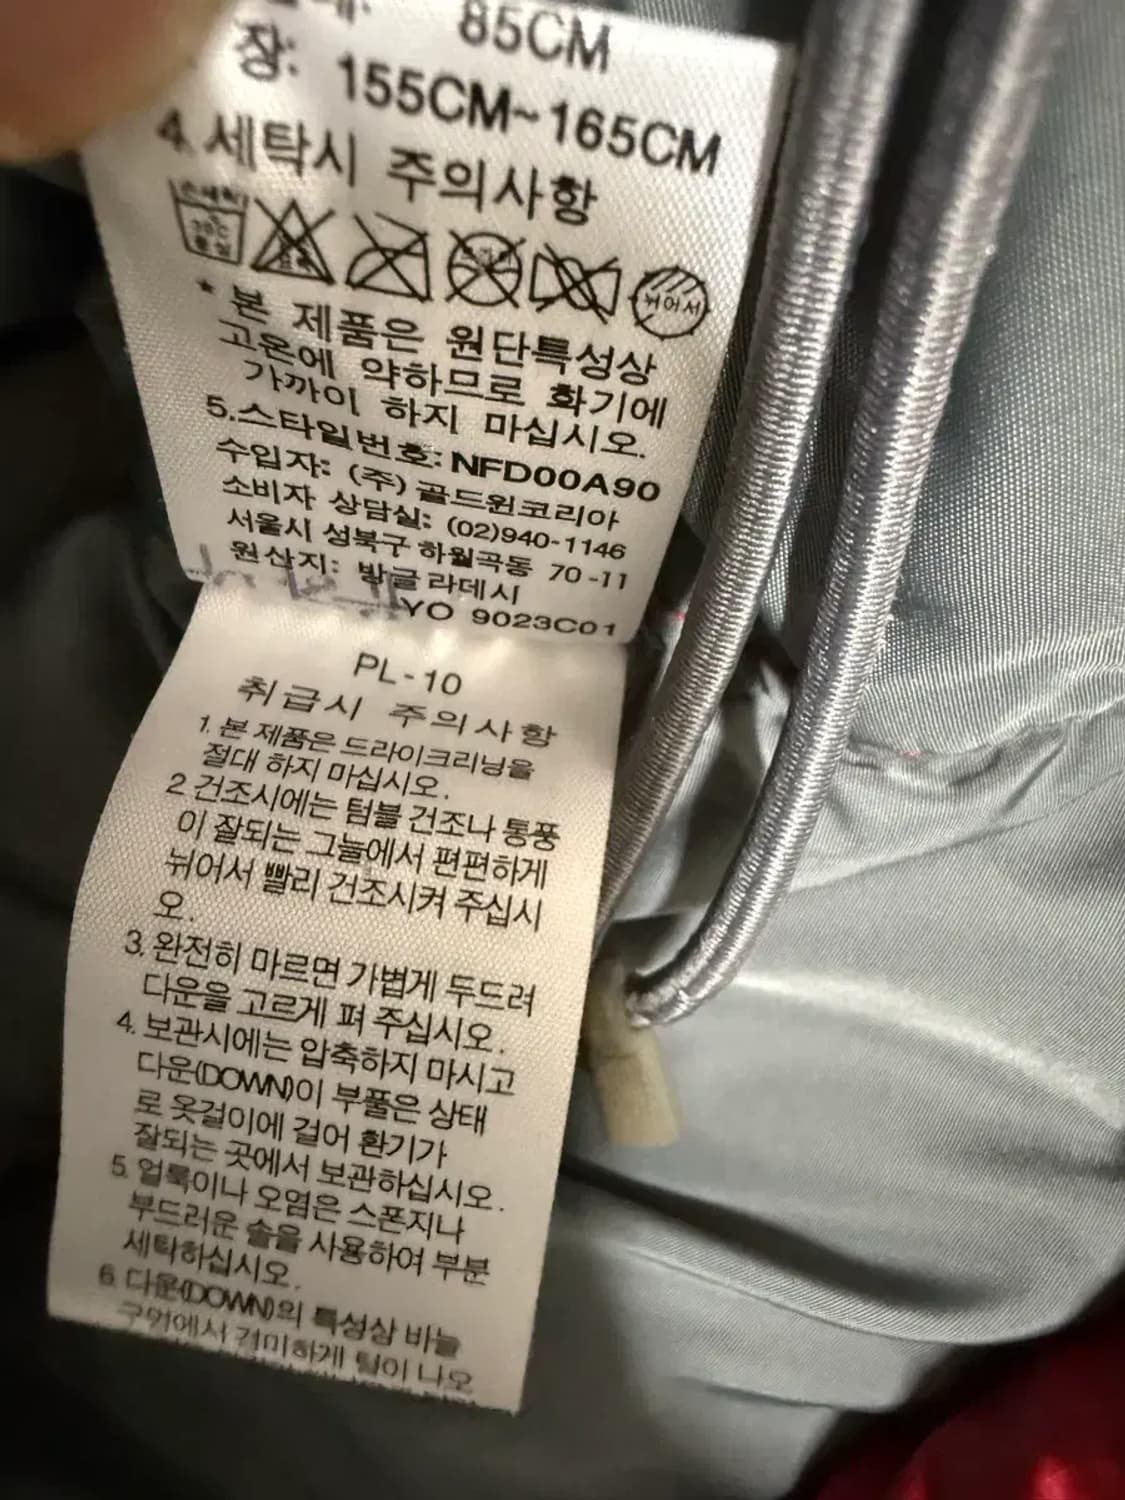 85CM
장: 155CM~165CM
4.세탁시 주의사항
뉘어서
* 본 제품은 원단특성상
고온에 약하므로 화기에
가까이 하지 마십시오.
5.스타일번호: NFD00A90
수입자: (주) 골드윈코리아
소비자 상담실: (02)940-1146
서울시 성북구 하월곡동 70-11
원산지: 방글라데시
YO 9023C01
PL-10
취급시 주의사항
1. 본 제품은 드라이크리닝을
절대 하지 마십시오.
2 건조시에는 텀블 건조나 통풍
이 잘되는 그늘에서 편편하게
뉘어서 빨리 건조시켜 주십시
오.
3. 완전히 마르면 가볍게 두드려
다운을 고르게 펴 주십시오.
4. 보관시에는 압축하지 마시고
다운(DOWN)이 부풀은 상태
로 옷걸이에 걸어 환기가
잘되는 곳에서 보관하십시오.
5. 얼룩이나 오염은 스폰지나
부드러운 솔을 사용하여 부분
세탁하십시오.
6. 다운(DOWN)의 특성상 바늘
구멍에서 경미하게 털이 나오